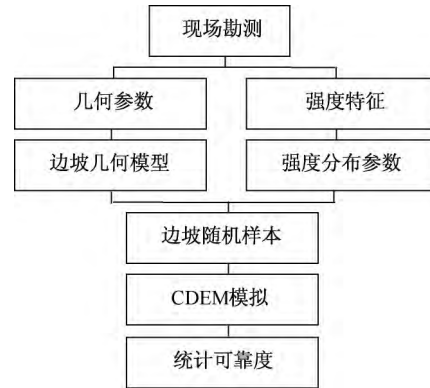 现场勘测
几何参数
强度特征
边坡几何模型
强度分布参数
边坡随机样本
CDEM模拟
统计可靠度